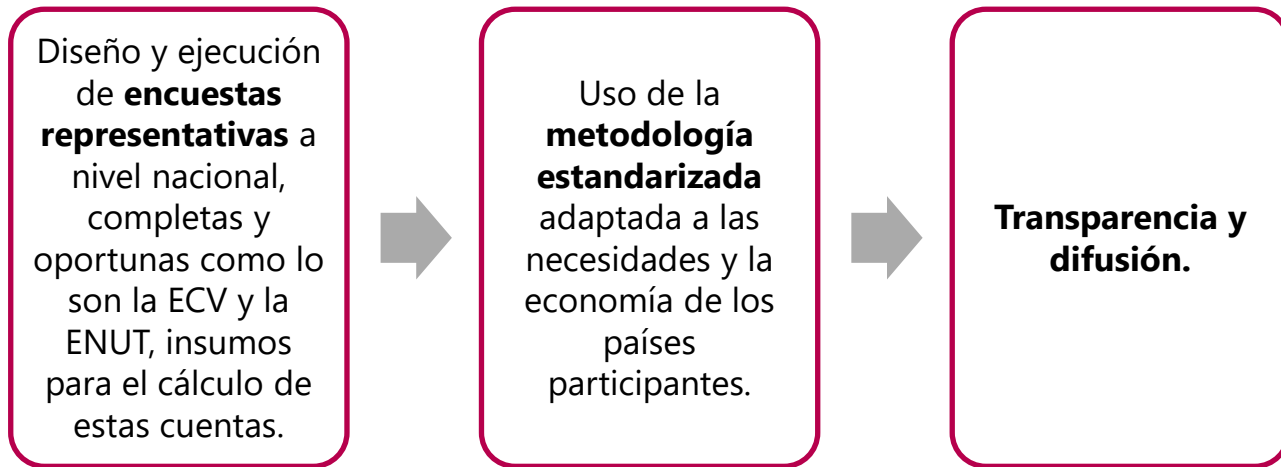 Diseño y ejecución
de encuestas
representativas a
nivel nacional,
completas y
oportunas como lo
son la ECV y la
ENUT, insumos
para el cálculo de
estas cuentas.
Uso de la
metodología
estandarizada
adaptada a las
necesidades y la
economía de los
países
participantes.
Transparencia y
difusión.